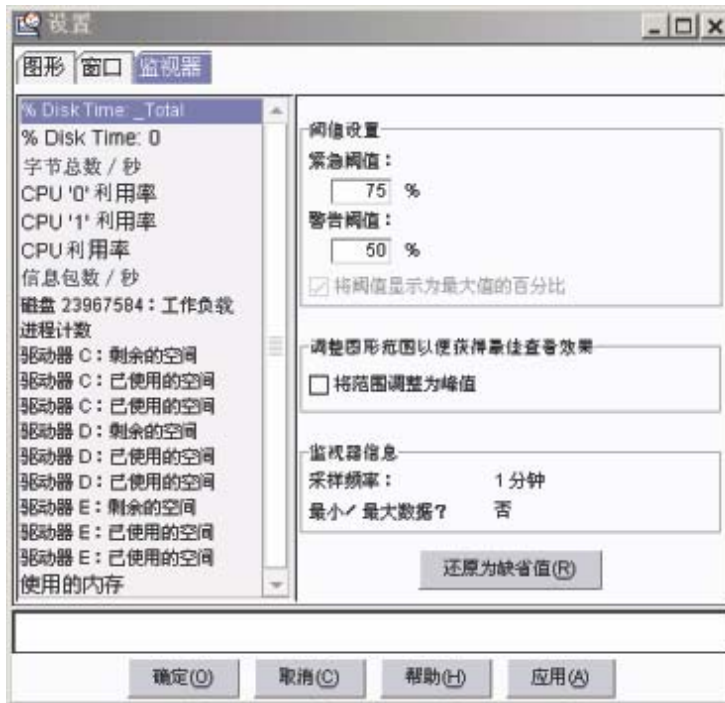 设置
图形 窗口 监视器
% Disk Time: _Total
% Disk Time: 0
字节总数 / 秒
CPU '0' 利用率
CPU '1' 利用率
CPU 利用率
信息包数 / 秒
磁盘 23967584：工作负载
进程计数
驱动器 C：剩余的空间
驱动器 C：已使用的空间
驱动器 C：已使用的空间
驱动器 D：剩余的空间
驱动器 D：已使用的空间
驱动器 D：已使用的空间
驱动器 E：剩余的空间
驱动器 E：已使用的空间
驱动器 E：已使用的空间
使用的内存
阈值设置
紧急阈值：
75 %
警告阈值：
50 %
将阈值显示为最大值的百分比
调整图形范围以便获得最佳查看效果
将范围调整为峰值
监视器信息
采样频率： 1 分钟
最小／最大数据？ 否
还原为缺省值(R)
确定(O) 取消(C) 帮助(H) 应用(A)